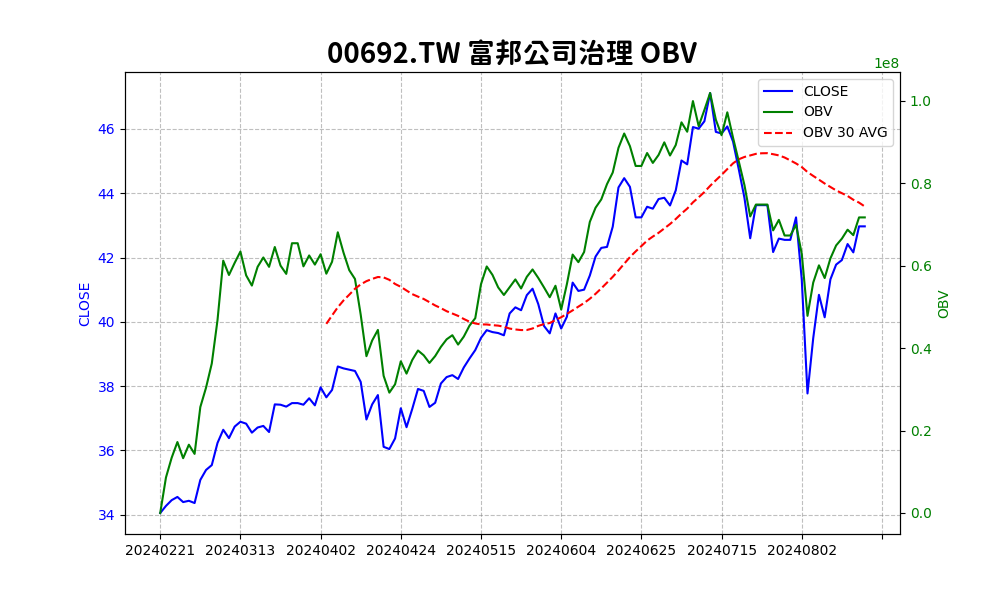 00692.TW 富邦公司治理 OBV
1e8
CLOSE
OBV
OBV 30 AVG
46
44
42
40
38
36
34
CLOSE
1.0
0.8
0.6
0.4
0.2
0.0
OBV
20240221 20240313 20240402 20240424 20240515 20240604 20240625 20240715 20240802